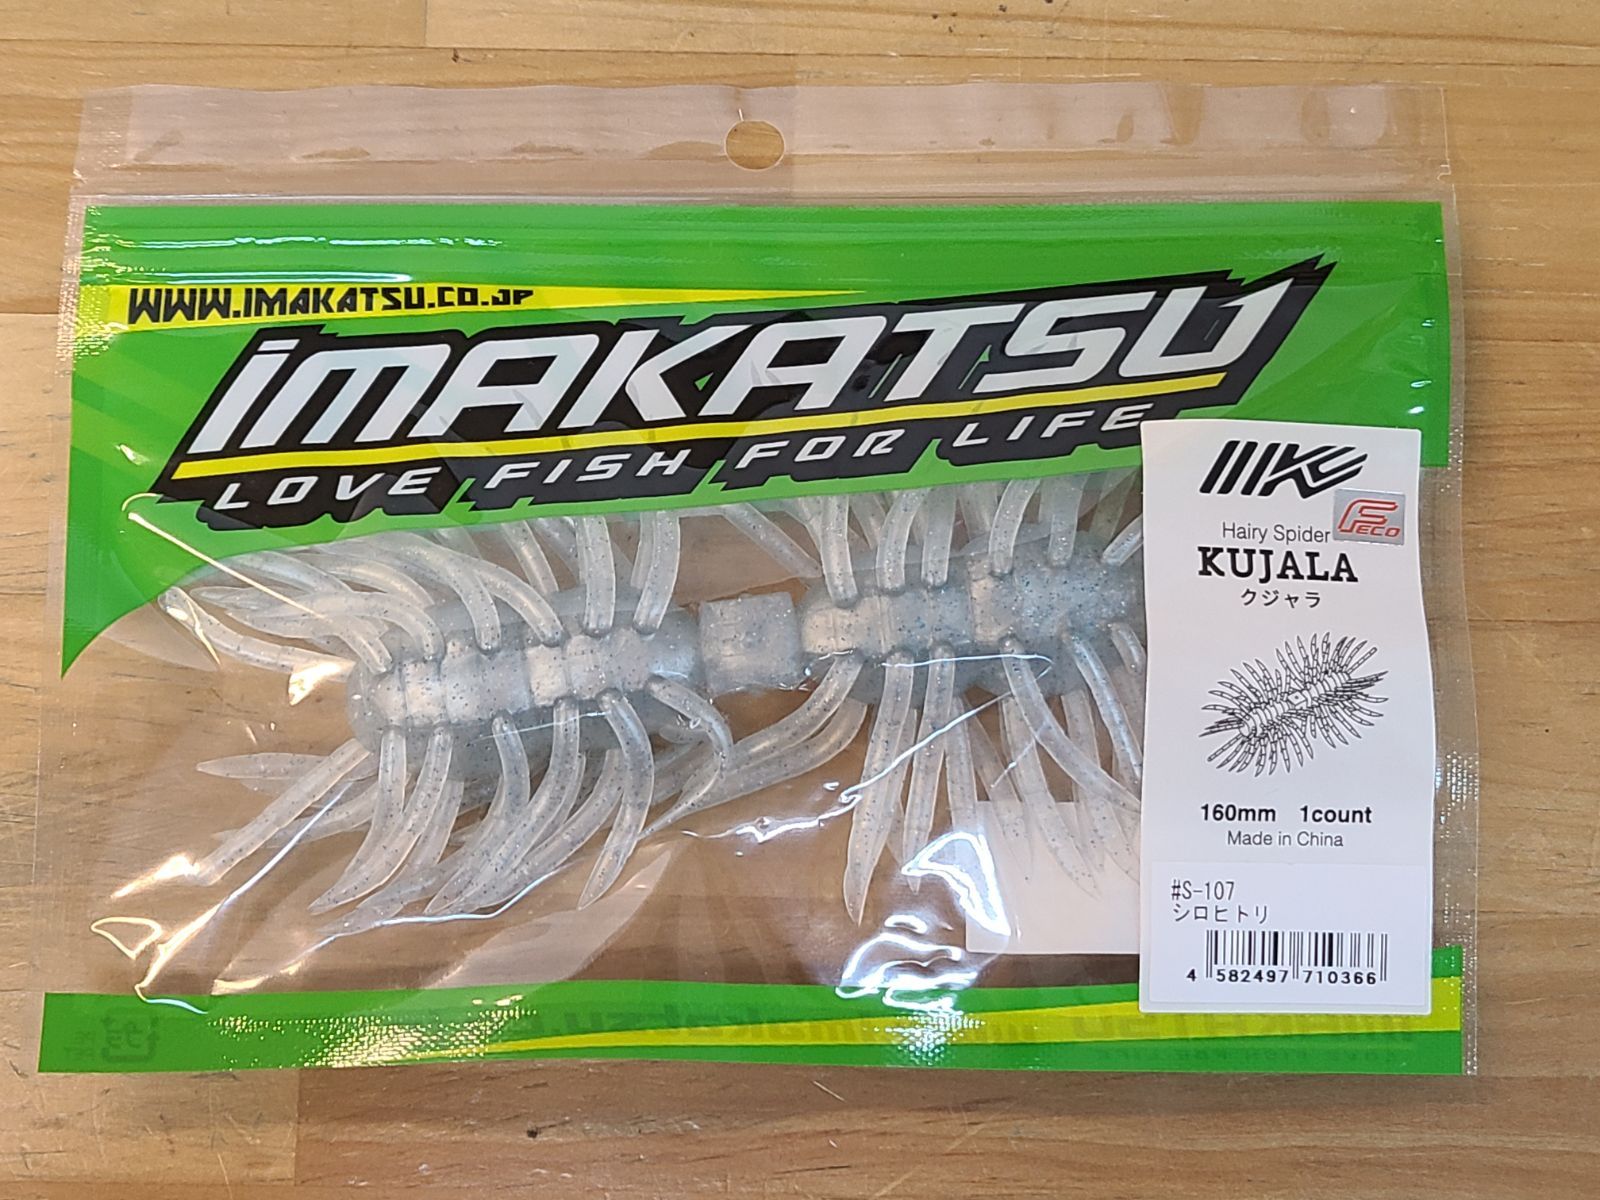 WWW.IMAKATSU.CO.JP
iMAKATSU
LOVE FISH FOR LIFE
IK
Hairy Spider
FECO
KUJALA
クジャラ
160mm 1count
Made in China
#S-107
シロヒトリ
4 582497 710366